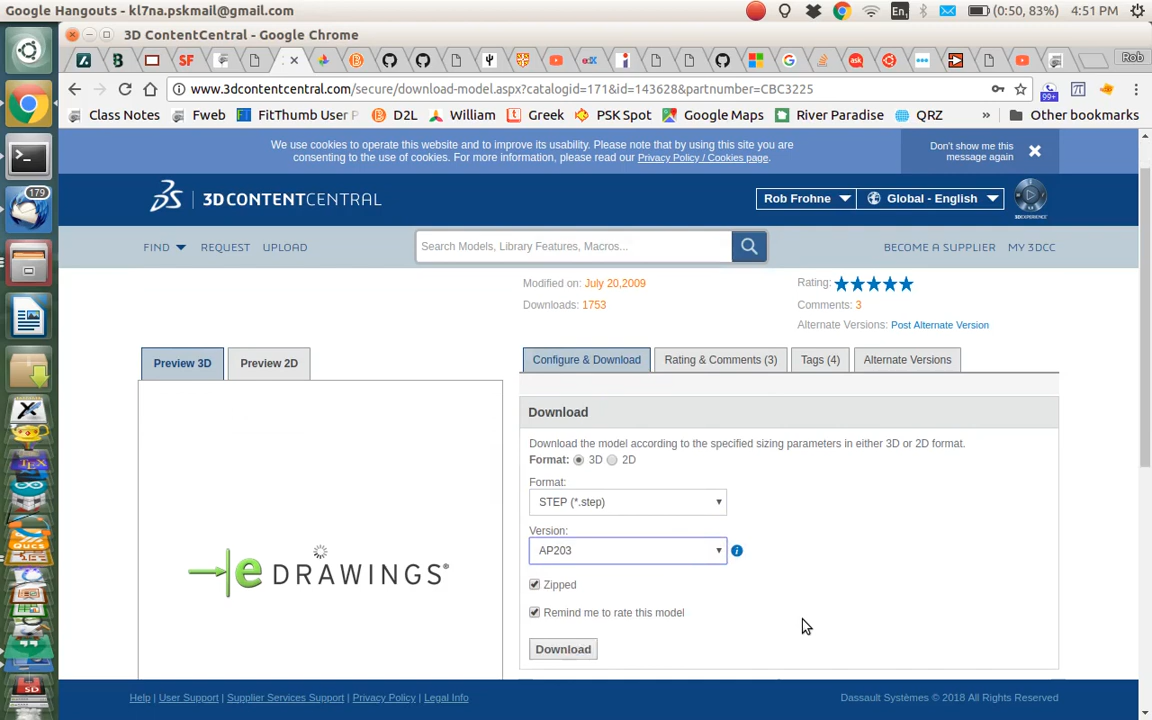 Google Hangouts - kl7na.pskmail@gmail.com
En
(0:50, 83%)
4:51 PM
3D ContentCentral - Google Chrome
SF
Rob
www.3dcontentcentral.com/secure/download-model.aspx?catalogid=171&id=143628&partnumber=CBC3225
99+
Class Notes
Fweb
FitThumb User P
D2L
William
Greek
PSK Spot
Google Maps
River Paradise
QRZ
»
Other bookmarks
We use cookies to operate this website and to improve its usability. Please note that by using this site you are
consenting to the use of cookies. For more information, please read our Privacy Policy / Cookies page.
Don't show me this
message again
3DCONTENTCENTRAL
Rob Frohne
Global - English
3DEXPERIENCE
FIND
REQUEST
UPLOAD
Search Models, Library Features, Macros...
BECOME A SUPPLIER
MY 3DCC
Modified on: July 20,2009
Rating:
Downloads: 1753
Comments: 3
Alternate Versions: Post Alternate Version
Preview 3D
Preview 2D
Configure & Download
Rating & Comments (3)
Tags (4)
Alternate Versions
Download
Download the model according to the specified sizing parameters in either 3D or 2D format.
Format: 3D 2D
Format:
STEP (*.step)
Version:
AP203
Zipped
Remind me to rate this model
Download
e DRAWINGS®
Help | User Support | Supplier Services Support | Privacy Policy | Legal Info
Dassault Systèmes © 2018 All Rights Reserved
179
QUCS
SD